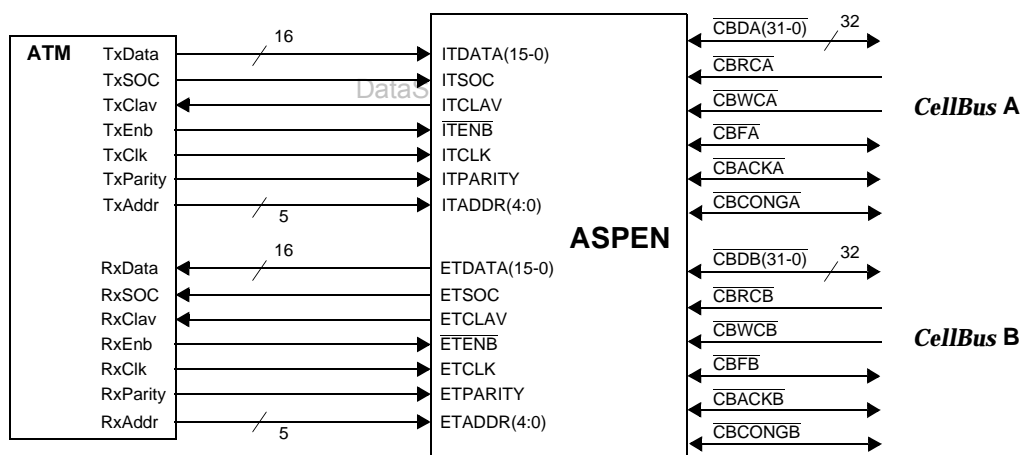 ATM
TxData 16 ITDATA(15-0)
TxSOC ITSOC
DataS
TxClav ITCLAV
TxEnb ITENB
TxClk ITCLK
TxParity ITPARITY
TxAddr 5 ITADDR(4:0)
RxData 16 ETDATA(15-0)
RxSOC ETSOC
RxClav ETCLAV
RxEnb ETENB
RxClk ETCLK
RxParity ETPARITY
RxAddr 5 ETADDR(4:0)
ASPEN
CBDA(31-0) 32
CBRCA
CBWCA
CBFA
CBACKA
CBCONGA
CellBus A
CBDB(31-0) 32
CBRCB
CBWCB
CBFB
CBACKB
CBCONGB
CellBus B